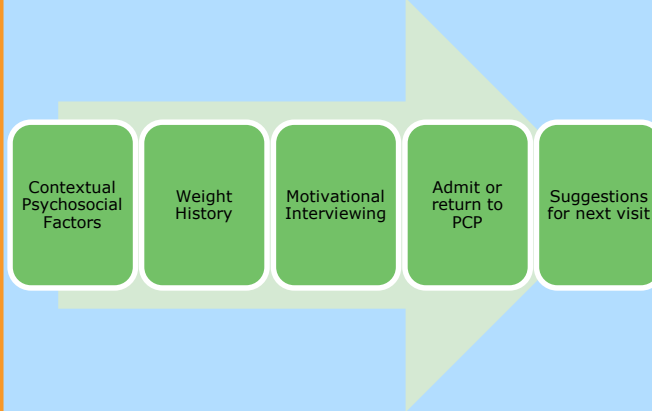 Contextual
Psychosocial
Factors
Weight
History
Motivational
Interviewing
Admit or
return to
PCP
Suggestions
for next visit